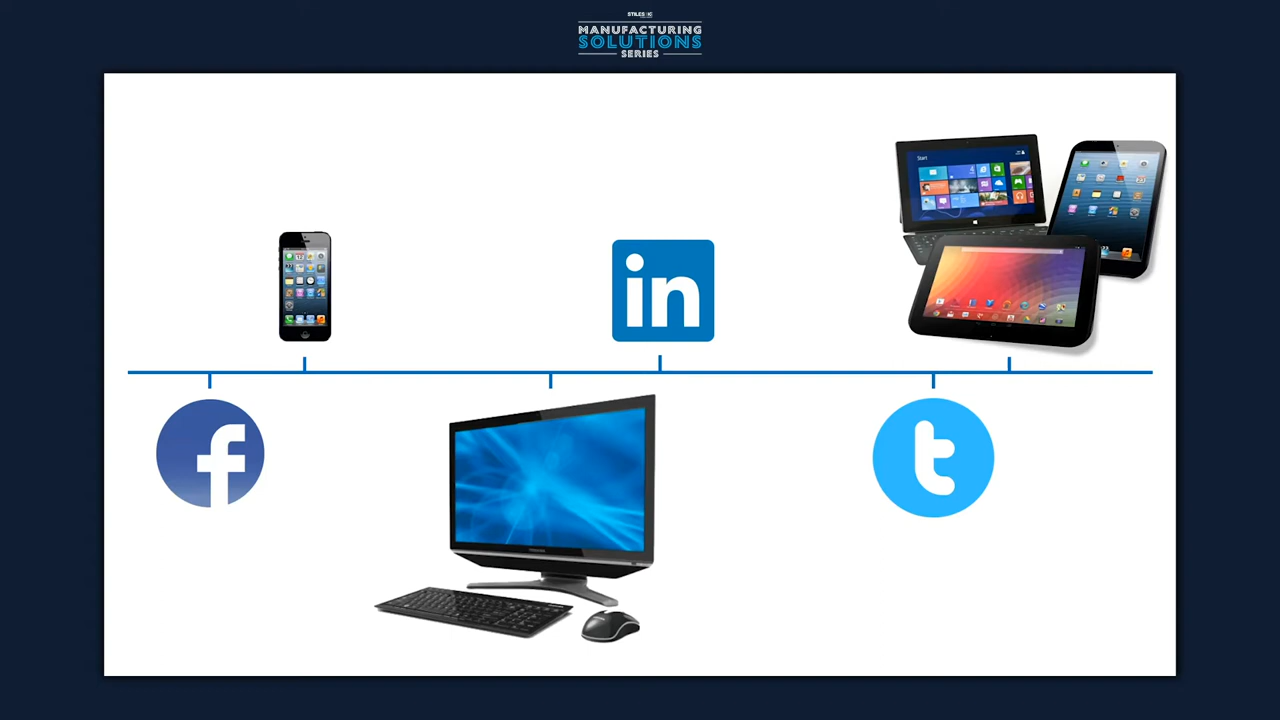 STILES
MANUFACTURING
SOLUTIONS
SERIES
Start
in
f
t